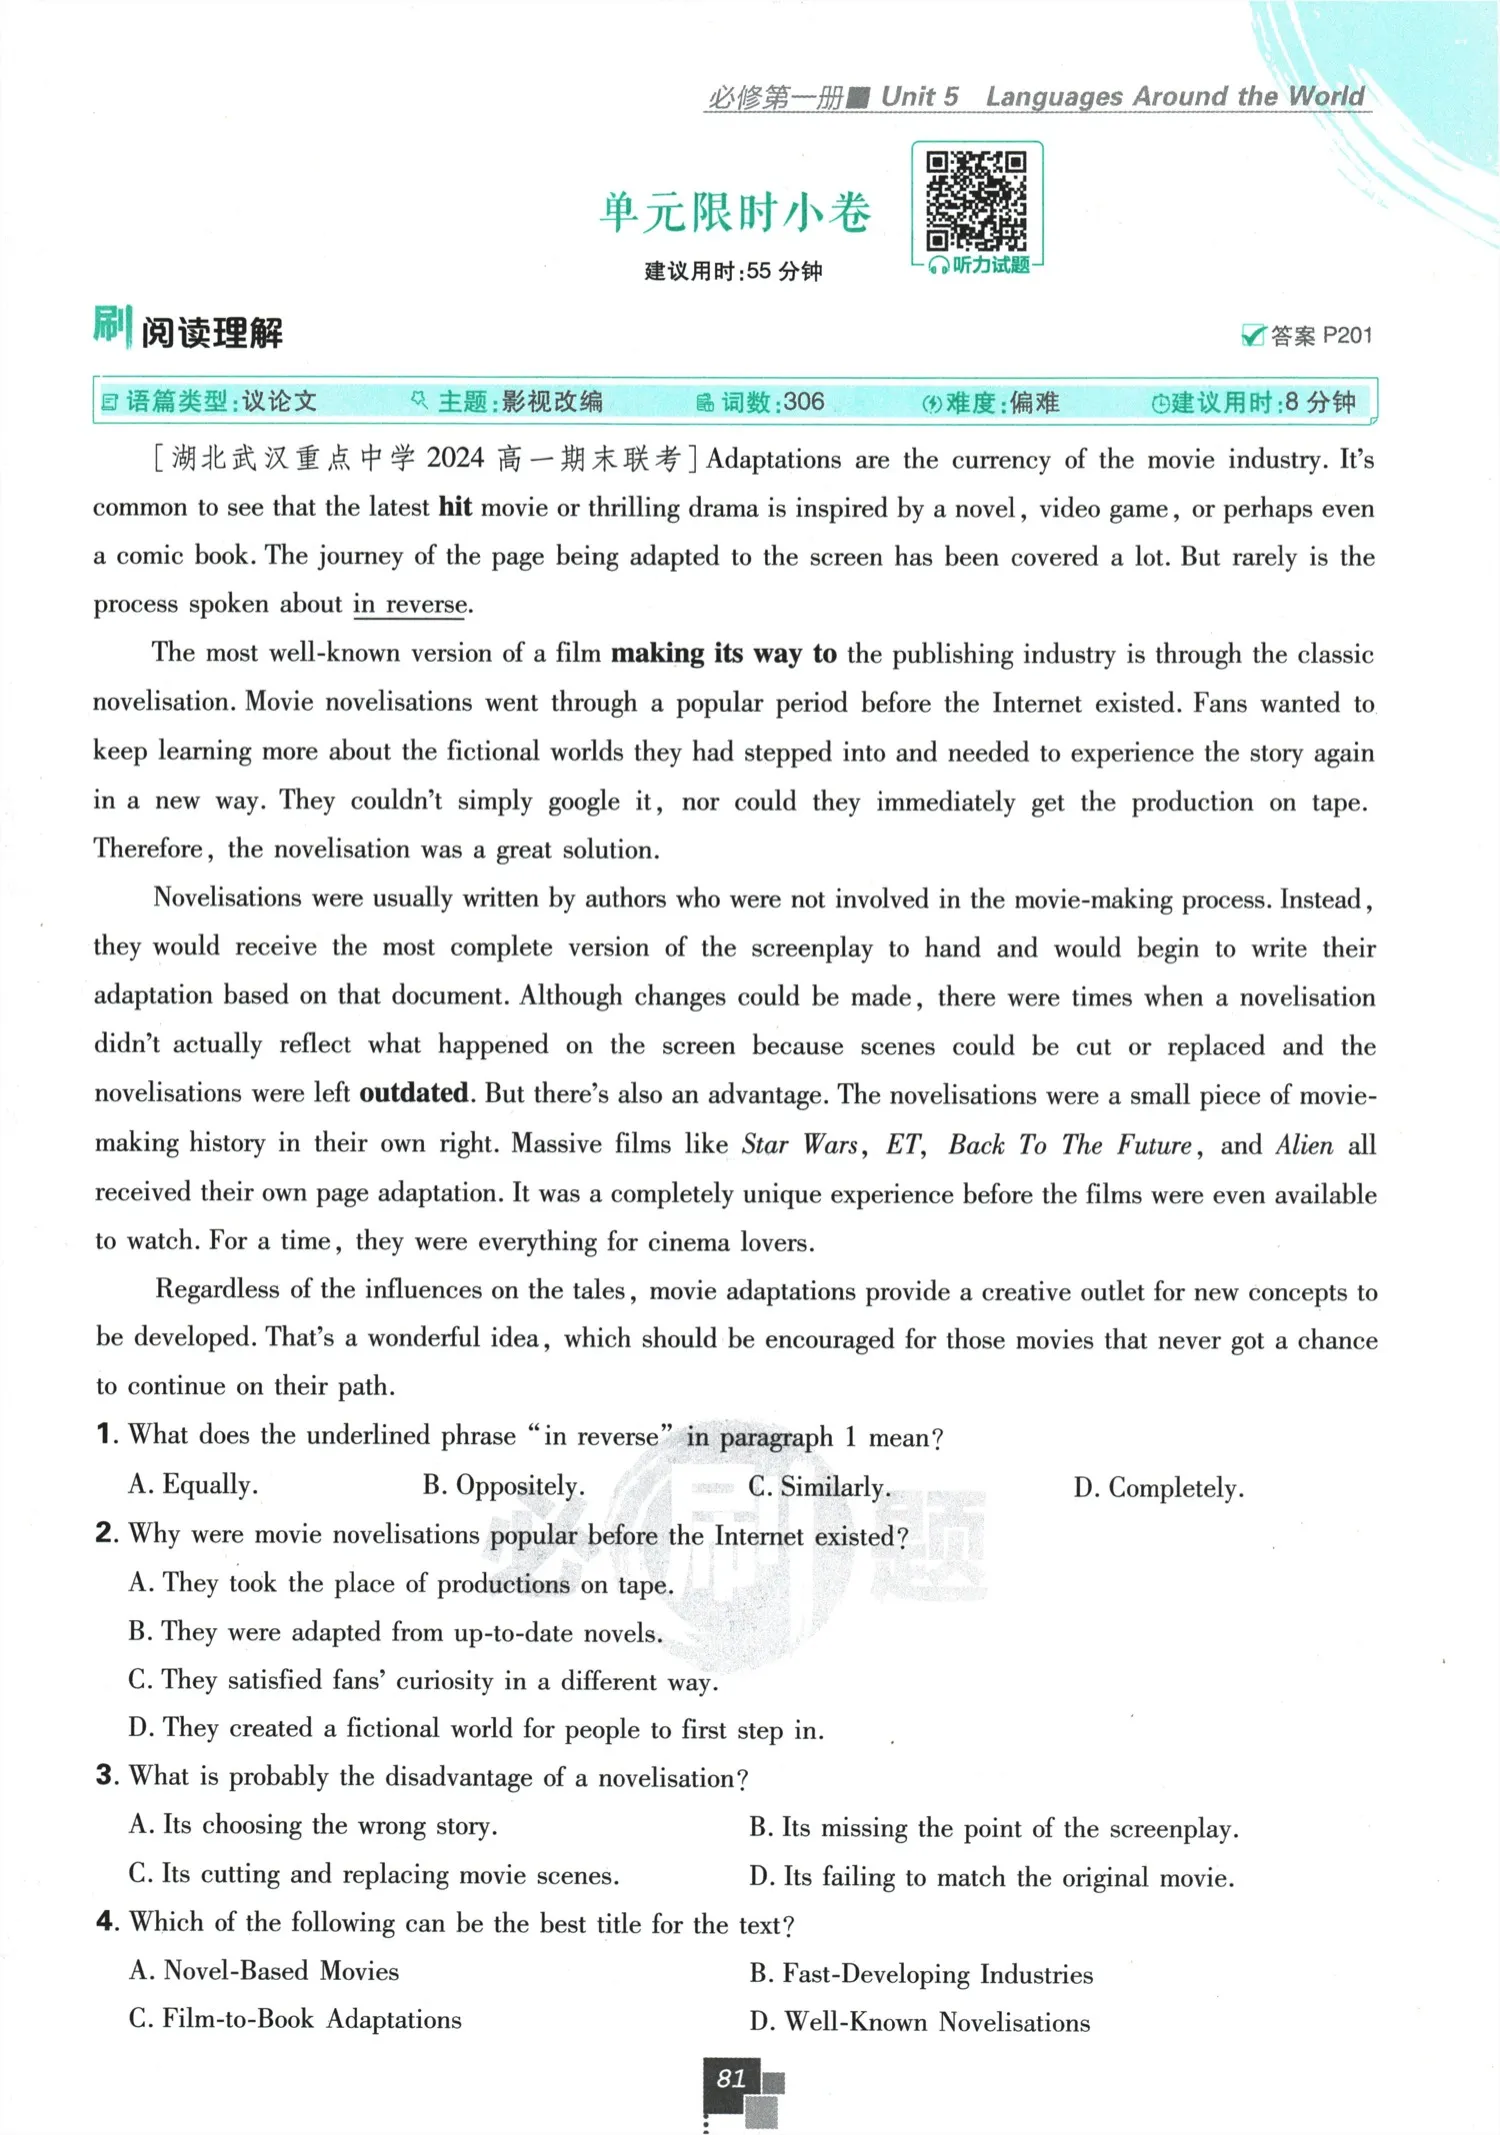 必修第一册■ Unit 5 Languages Around the World
单元限时小卷
听力试题
建议用时:55 分钟
刷 阅读理解
答案 P201
语篇类型:议论文 主题:影视改编 词数:306 难度:偏难 建议用时:8 分钟
[湖北武汉重点中学 2024 高一期末联考] Adaptations are the currency of the movie industry. It's
common to see that the latest hit movie or thrilling drama is inspired by a novel, video game, or perhaps even
a comic book. The journey of the page being adapted to the screen has been covered a lot. But rarely is the
process spoken about in reverse.
The most well-known version of a film making its way to the publishing industry is through the classic
novelisation. Movie novelisations went through a popular period before the Internet existed. Fans wanted to
keep learning more about the fictional worlds they had stepped into and needed to experience the story again
in a new way. They couldn't simply google it, nor could they immediately get the production on tape.
Therefore, the novelisation was a great solution.
Novelisations were usually written by authors who were not involved in the movie-making process. Instead,
they would receive the most complete version of the screenplay to hand and would begin to write their
adaptation based on that document. Although changes could be made, there were times when a novelisation
didn't actually reflect what happened on the screen because scenes could be cut or replaced and the
novelisations were left outdated. But there's also an advantage. The novelisations were a small piece of movie-
making history in their own right. Massive films like Star Wars, ET, Back To The Future, and Alien all
received their own page adaptation. It was a completely unique experience before the films were even available
to watch. For a time, they were everything for cinema lovers.
Regardless of the influences on the tales, movie adaptations provide a creative outlet for new concepts to
be developed. That's a wonderful idea, which should be encouraged for those movies that never got a chance
to continue on their path.
1. What does the underlined phrase "in reverse" in paragraph 1 mean?
A. Equally. B. Oppositely. C. Similarly. D. Completely.
2. Why were movie novelisations popular before the Internet existed?
A. They took the place of productions on tape.
B. They were adapted from up-to-date novels.
C. They satisfied fans' curiosity in a different way.
D. They created a fictional world for people to first step in.
3. What is probably the disadvantage of a novelisation?
A. Its choosing the wrong story. B. Its missing the point of the screenplay.
C. Its cutting and replacing movie scenes. D. Its failing to match the original movie.
4. Which of the following can be the best title for the text?
A. Novel-Based Movies B. Fast-Developing Industries
C. Film-to-Book Adaptations D. Well-Known Novelisations
必刷题
81